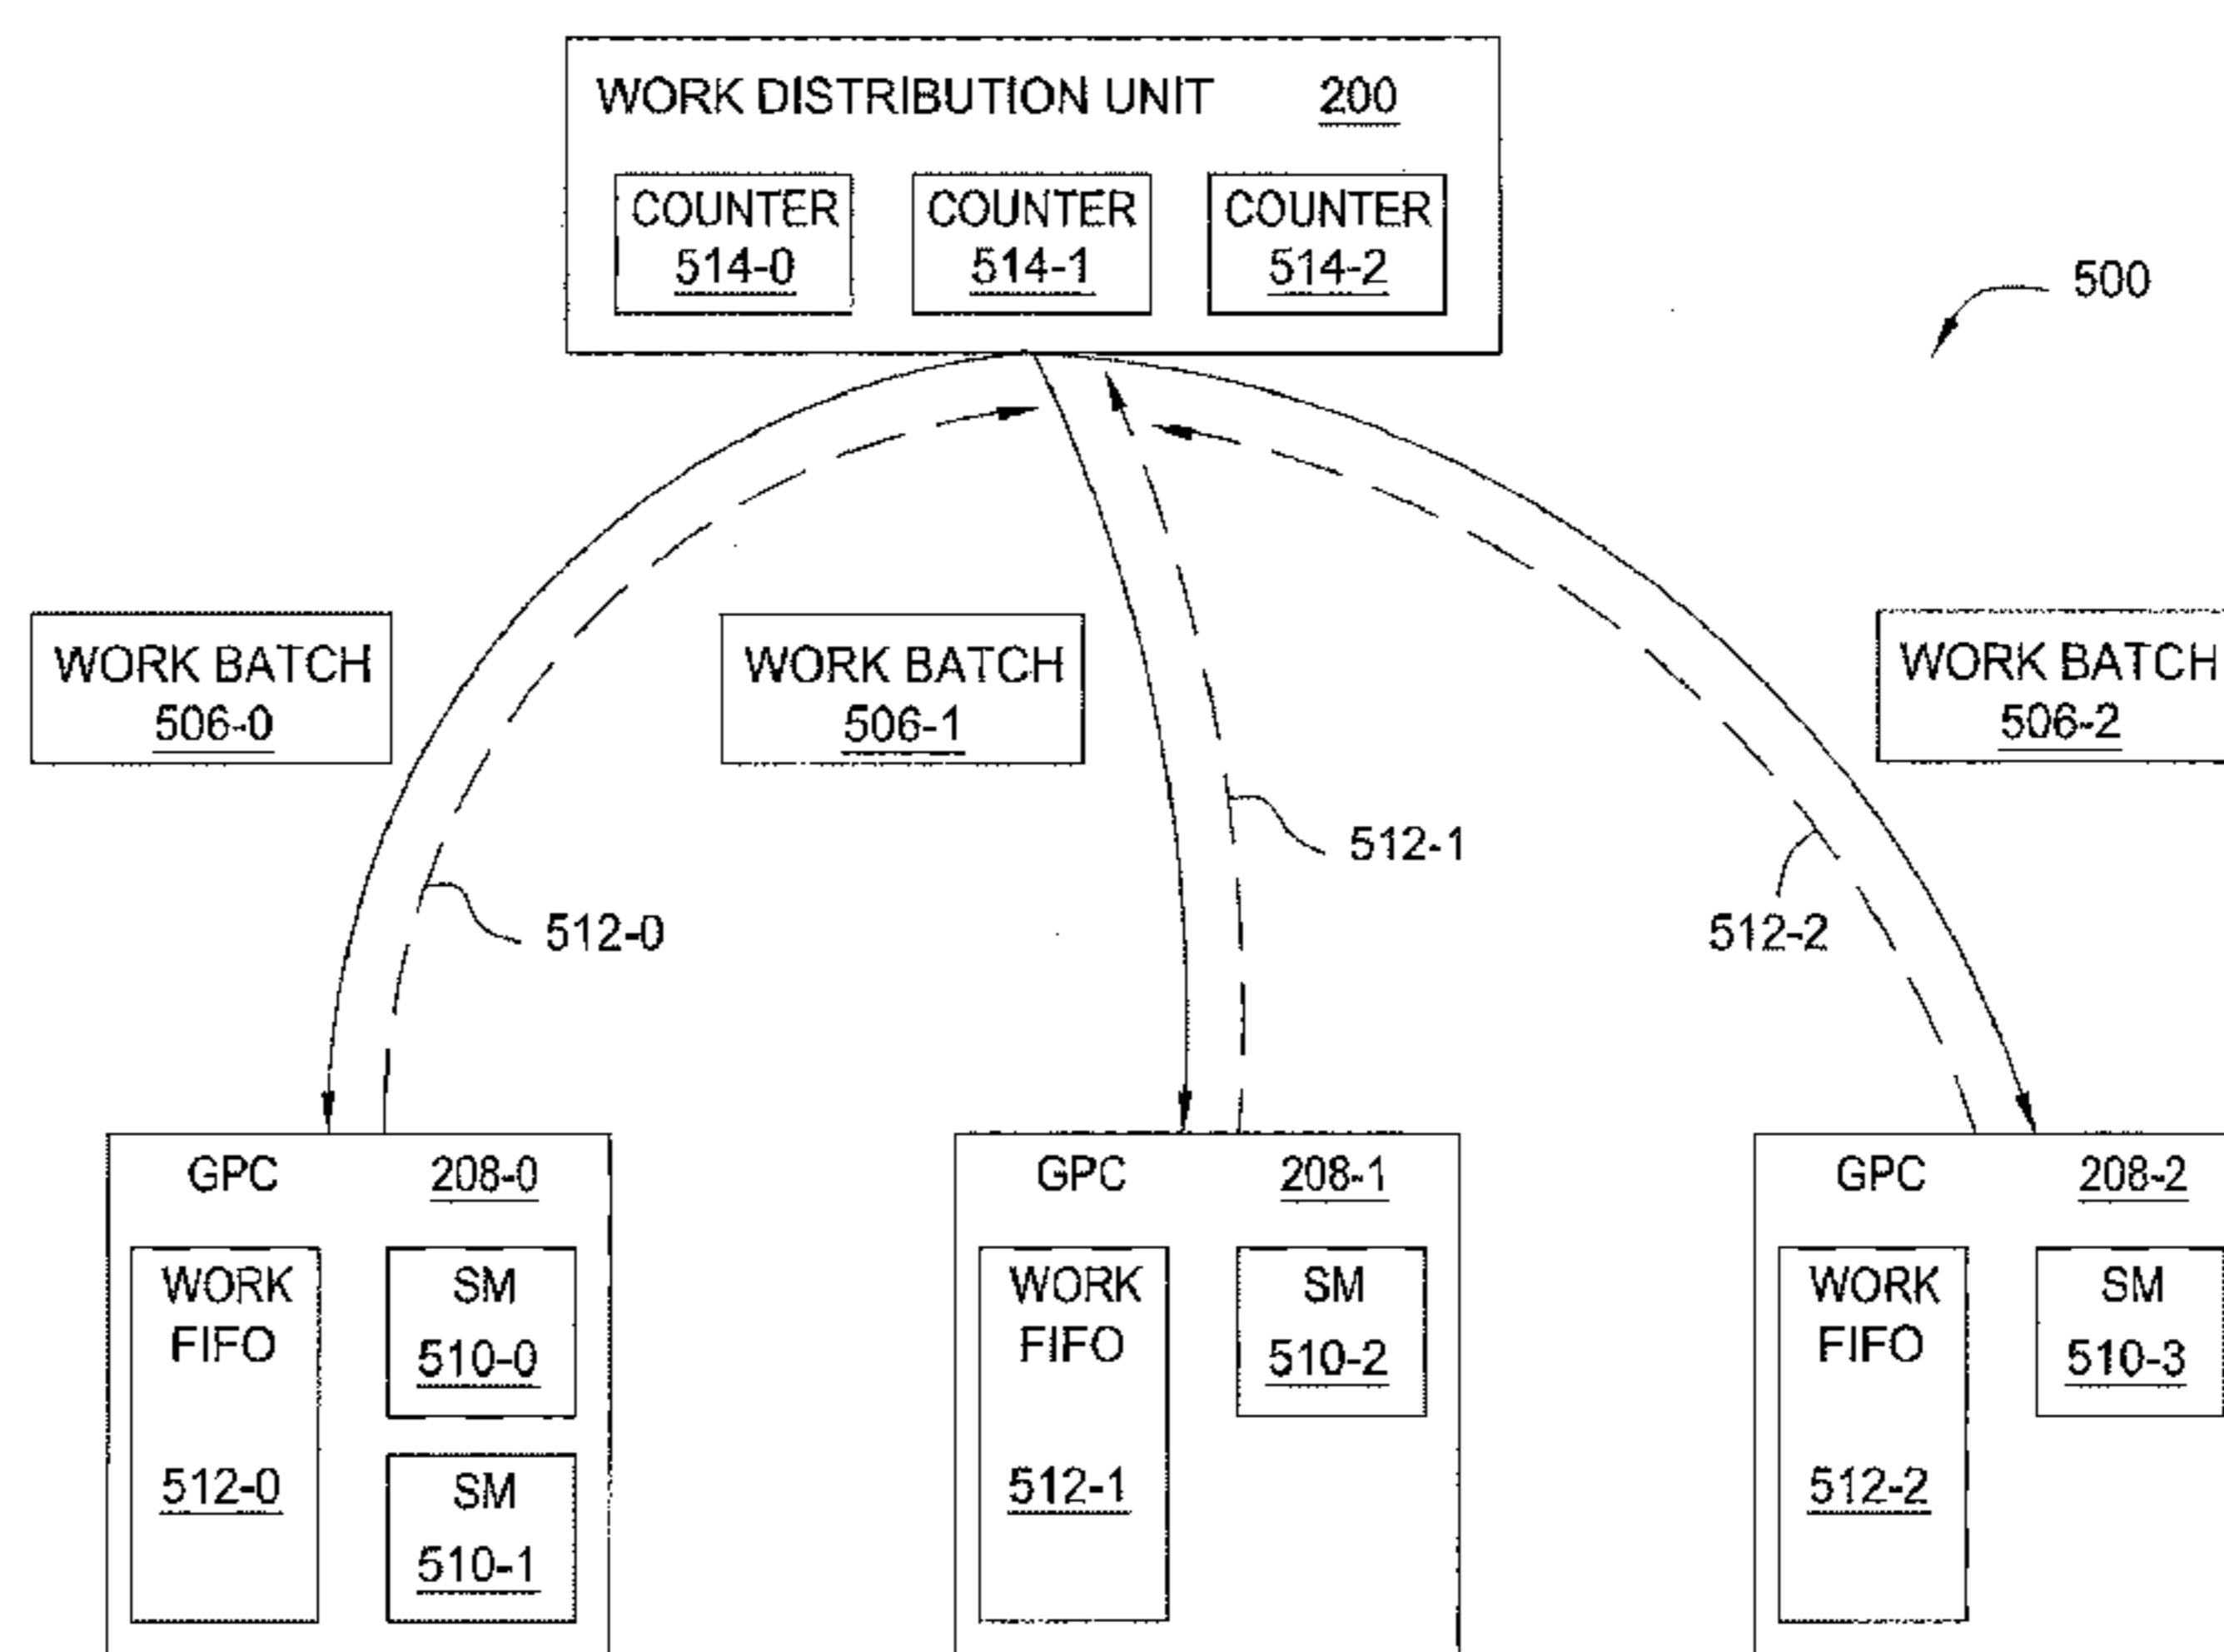 WORK DISTRIBUTION UNIT 200
COUNTER
514-0
COUNTER
514-1
COUNTER
514-2
500
WORK BATCH
506-0
WORK BATCH
506-1
WORK BATCH
506-2
512-0
512-1
512-2
GPC 208-0
WORK
FIFO
512-0
SM
510-0
SM
510-1
GPC 208-1
WORK
FIFO
512-1
SM
510-2
GPC 208-2
WORK
FIFO
512-2
SM
510-3